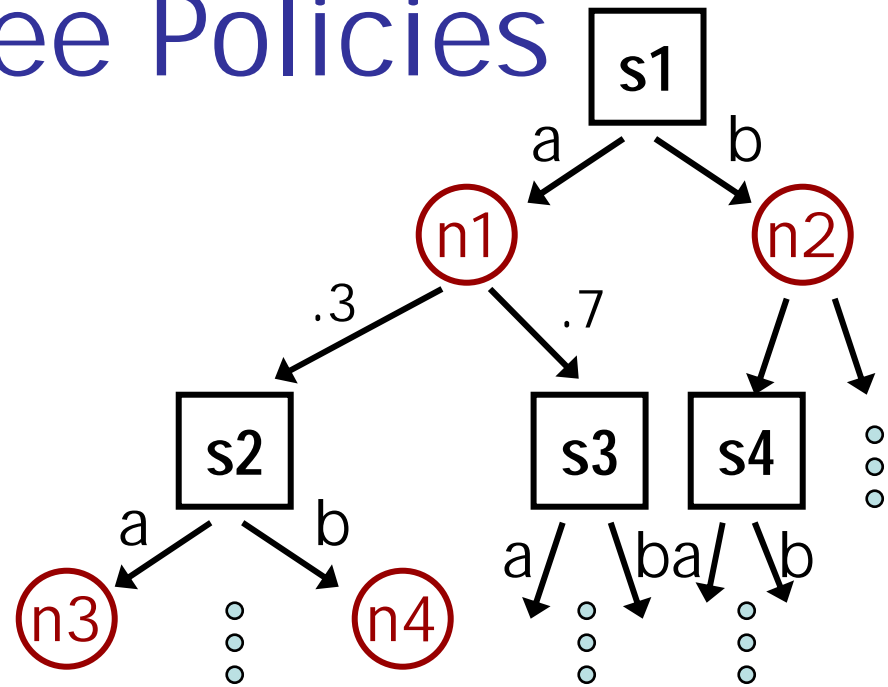 ee Policies
s1
a b
n1 n2
.3 .7
s2 s3 s4
a b a b a b
n3 n4